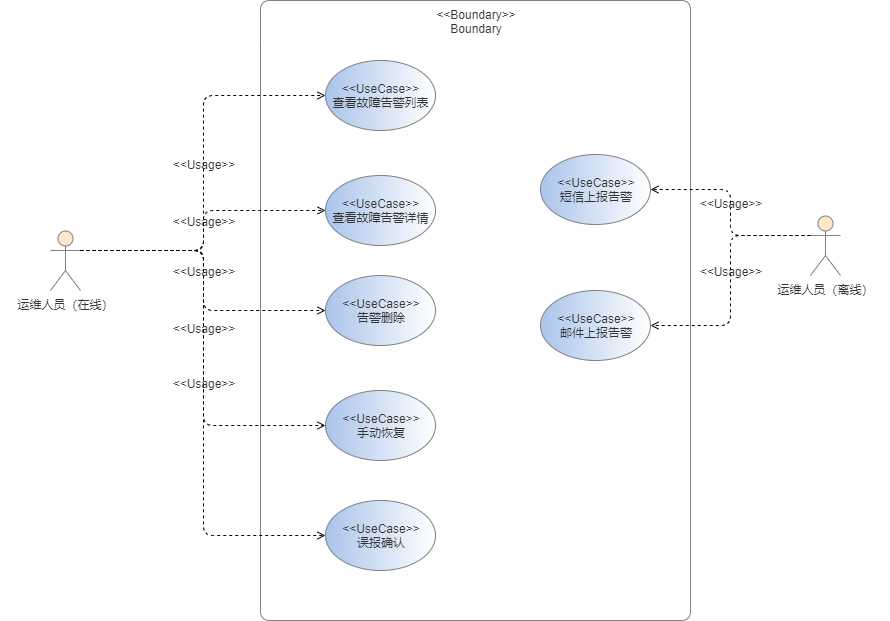 <<Boundary>>
Boundary
<<UseCase>>
查看故障告警列表
<<Usage>>
<<UseCase>>
短信上报告警
<<Usage>>
<<UseCase>>
查看故障告警详情
<<Usage>>
<<Usage>>
<<Usage>>
运维人员（在线）
运维人员（离线）
<<UseCase>>
告警删除
<<UseCase>>
邮件上报告警
<<Usage>>
<<Usage>>
<<UseCase>>
手动恢复
<<UseCase>>
误报确认